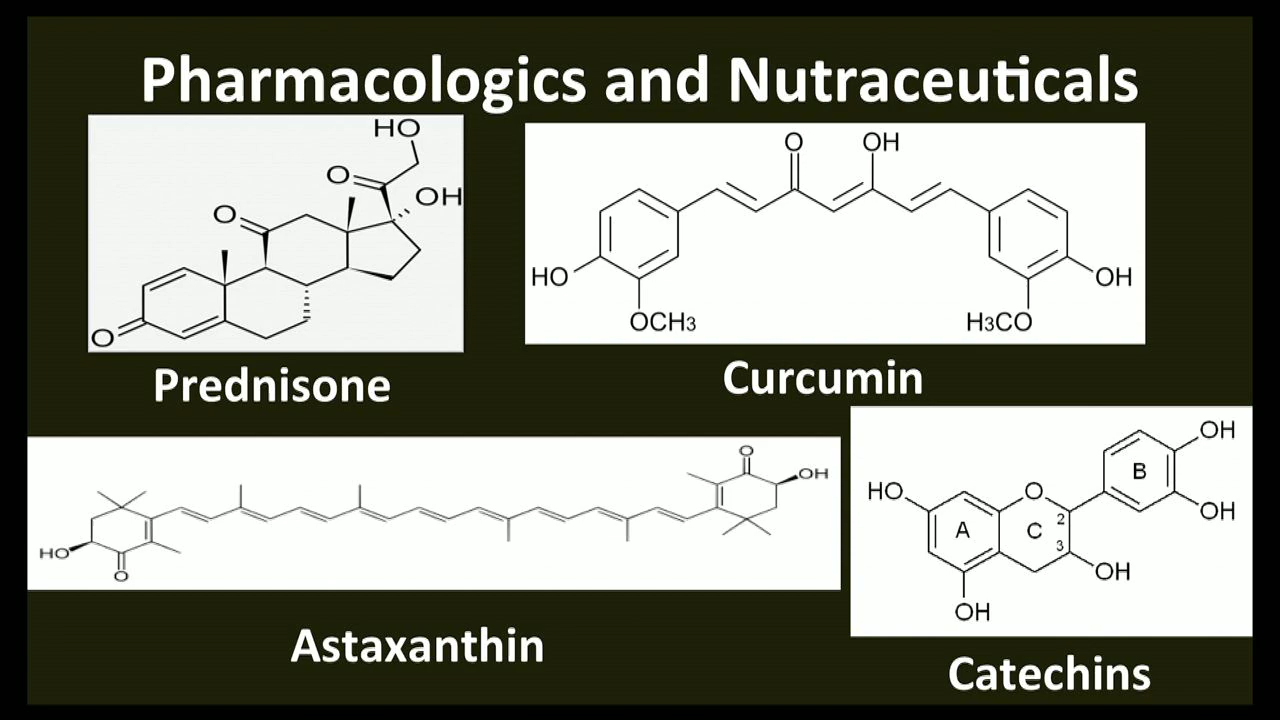 Pharmacologics and Nutraceuticals
HO
O
OH
O
O
Prednisone
O
OH
HO
OH
OCH3
H3CO
Curcumin
O
OH
HO
O
Astaxanthin
OH
B
HO
O
OH
2
A
C
3
OH
OH
Catechins